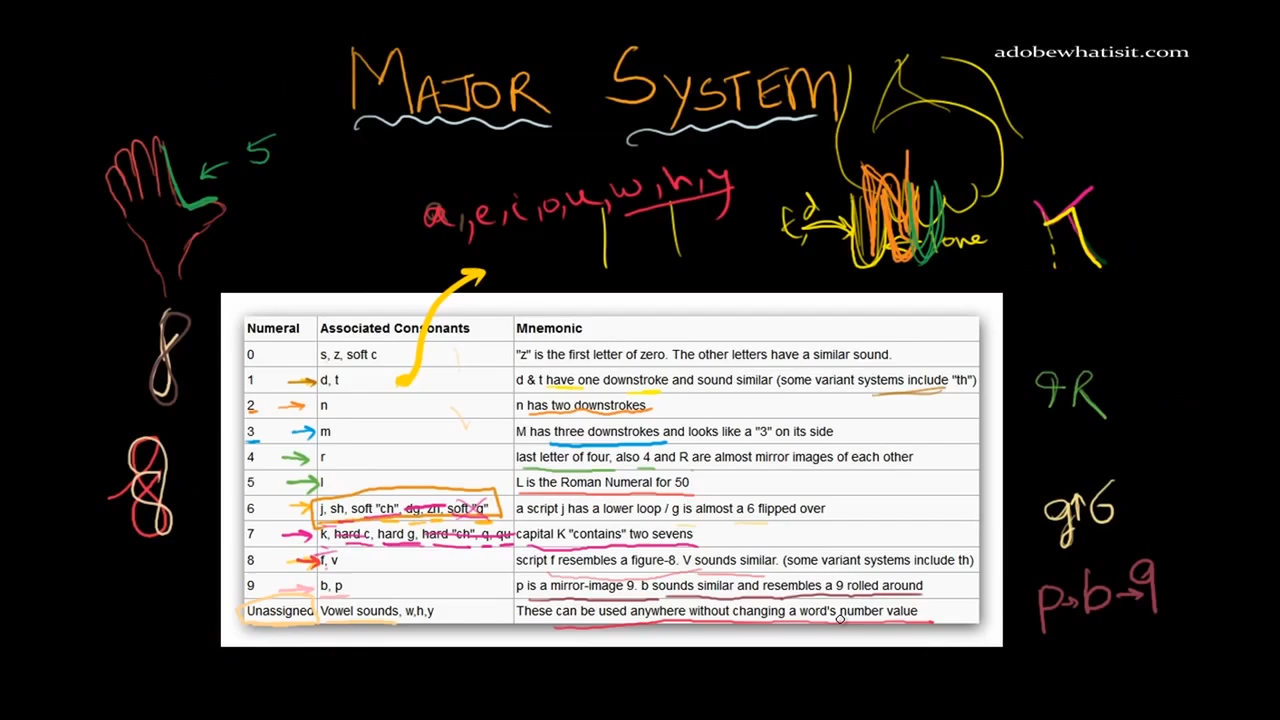 adobewhatisit.com
MAJOR SYSTEM
5
a, e, i, o, u, w, h, y
t, d
one
8
8
4 R
g 6
p b 9
Numeral Associated Consonants Mnemonic
0 s, z, soft c "z" is the first letter of zero. The other letters have a similar sound.
1 d, t d & t have one downstroke and sound similar (some variant systems include "th")
2 n n has two downstrokes
3 m M has three downstrokes and looks like a "3" on its side
4 r last letter of four, also 4 and R are almost mirror images of each other
5 l L is the Roman Numeral for 50
6 j, sh, soft "ch", dg, zh, soft "g" a script j has a lower loop / g is almost a 6 flipped over
7 k, hard c, hard g, hard "ch", q, qu capital K "contains" two sevens
8 f, v script f resembles a figure-8. V sounds similar. (some variant systems include th)
9 b, p p is a mirror-image 9. b sounds similar and resembles a 9 rolled around
Unassigned Vowel sounds, w,h,y These can be used anywhere without changing a word's number value